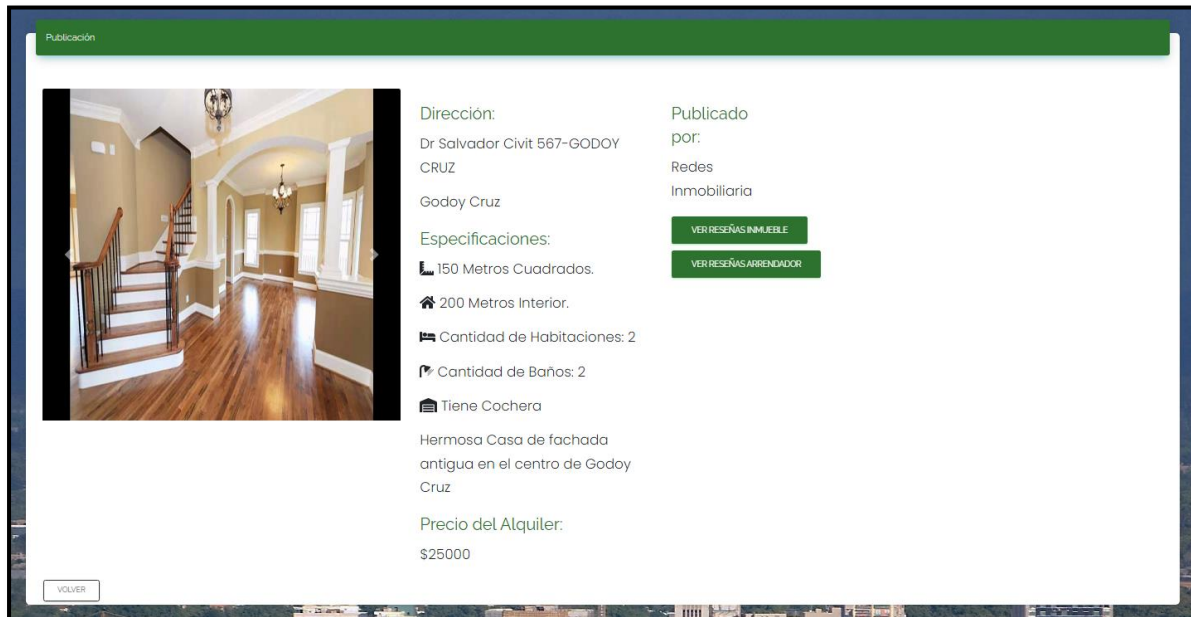 Publicación
Dirección:
Dr Salvador Civit 567-GODOY
CRUZ
Godoy Cruz
Especificaciones:
150 Metros Cuadrados.
200 Metros Interior.
Cantidad de Habitaciones: 2
Cantidad de Baños: 2
Tiene Cochera
Hermosa Casa de fachada
antigua en el centro de Godoy
Cruz
Precio del Alquiler:
$25000
Publicado
por:
Redes
Inmobiliaria
VER RESEÑAS INMUEBLE
VER RESEÑAS ARRENDADOR
VOLVER